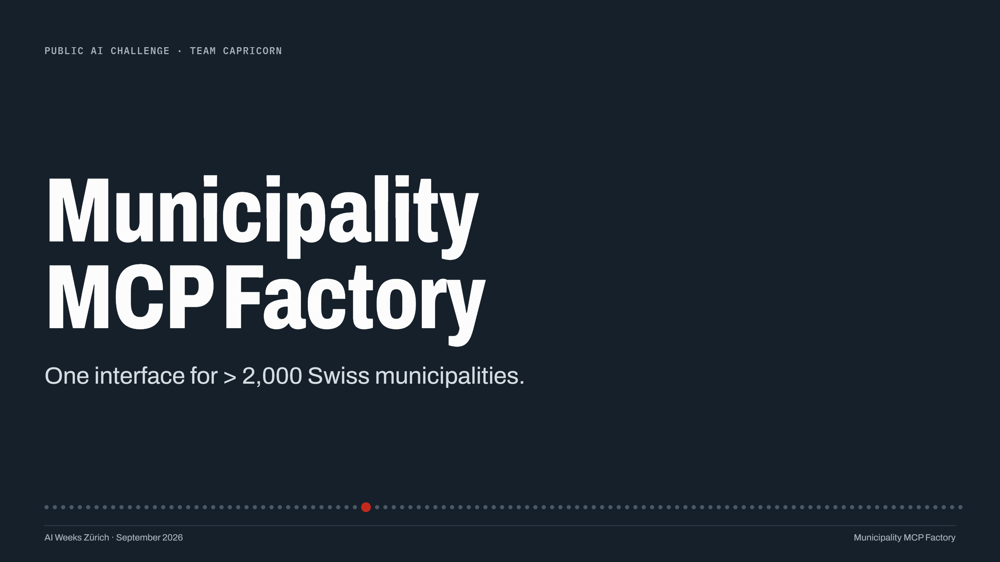 PUBLIC AI CHALLENGE · TEAM CAPRICORN
Municipality
MCP Factory
One interface for > 2,000 Swiss municipalities.
AI Weeks Zürich · September 2026
Municipality MCP Factory